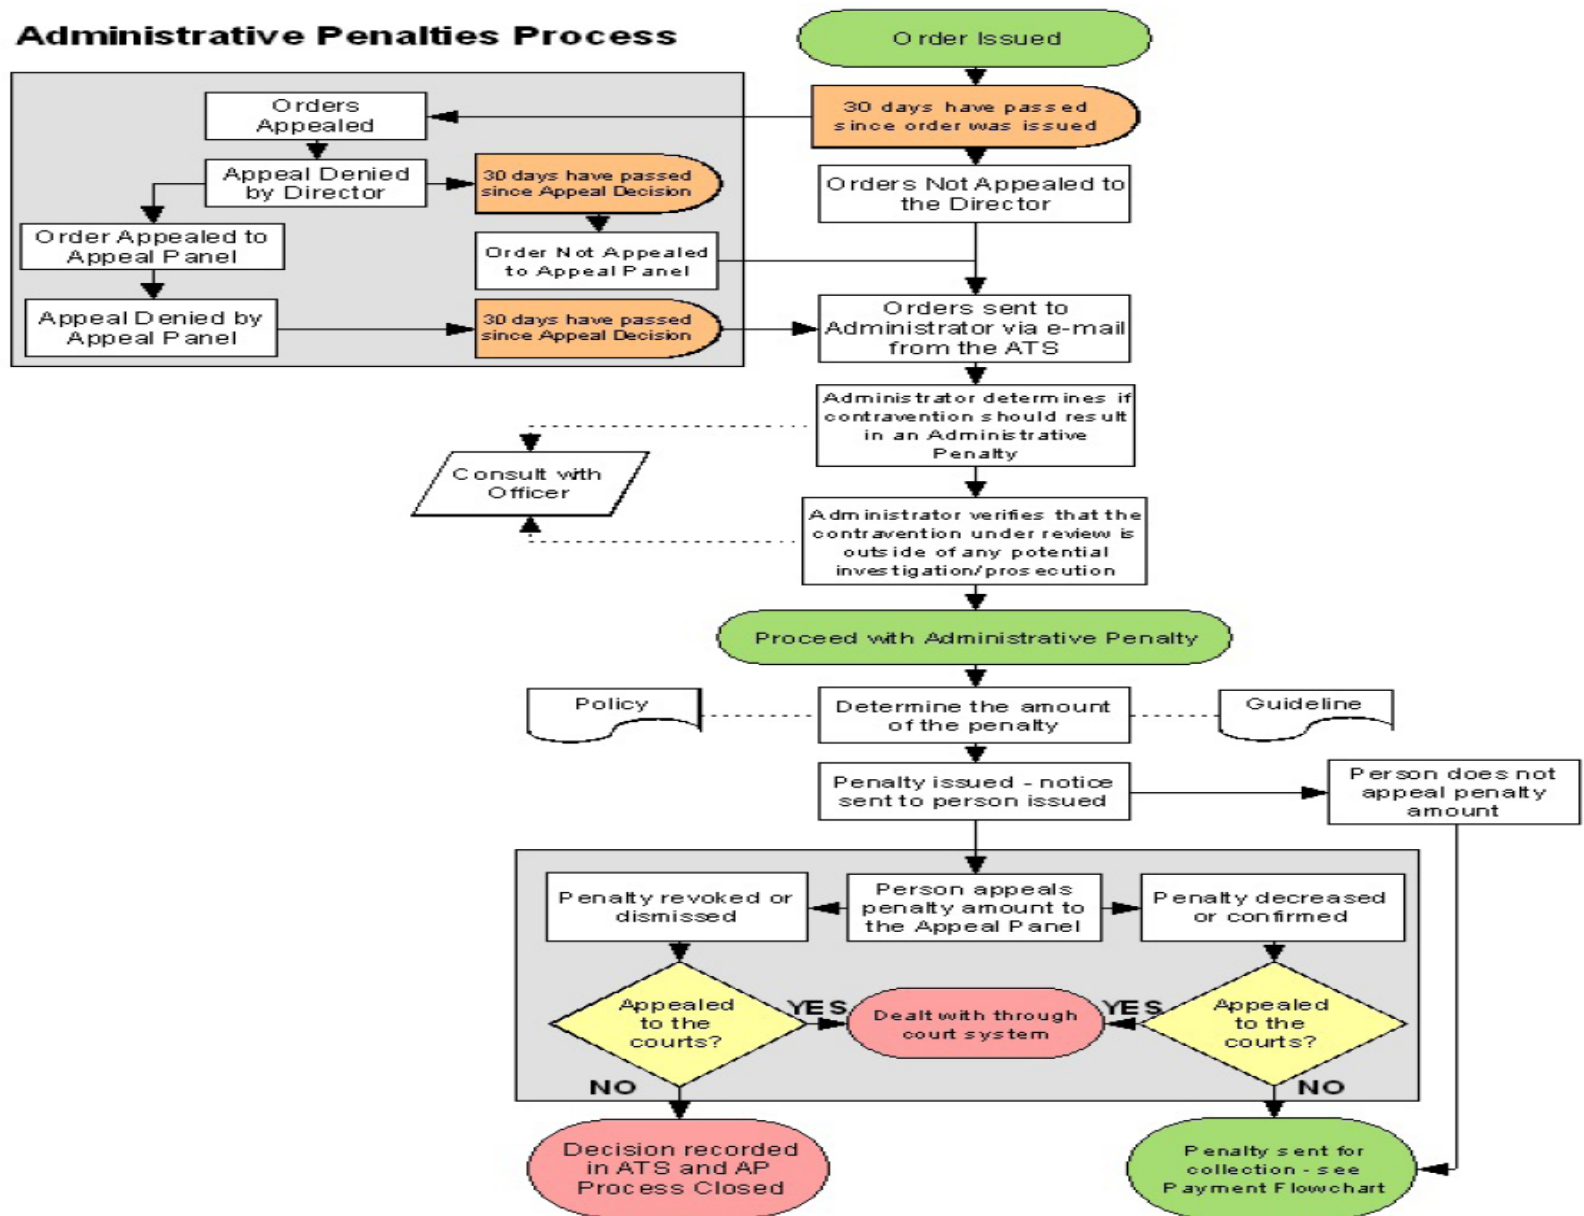 Administrative Penalties Process
Order Issued
30 days have passed
since order was issued
Orders
Appealed
Appeal Denied
by Director
30 days have passed
since Appeal Decision
Orders Not Appealed to
the Director
Order Appealed to
Appeal Panel
Order Not Appealed
to Appeal Panel
Appeal Denied by
Appeal Panel
30 days have passed
since Appeal Decision
Orders sent to
Administrator via e-mail
from the ATS
Administrator determines if
contravention should result
in an Administrative
Penalty
Consult with
Officer
Administrator verifies that the
contravention under review is
outside of any potential
investigation/prosecution
Proceed with Administrative Penalty
Policy
Determine the amount
of the penalty
Guideline
Penalty issued - notice
sent to person issued
Person does not
appeal penalty
amount
Penalty revoked or
dismissed
Person appeals
penalty amount to
the Appeal Panel
Penalty decreased
or confirmed
Appealed
to the
courts?
YES
Dealt with through
court system
YES
Appealed
to the
courts?
NO
NO
Decision recorded
in ATS and AP
Process Closed
Penalty sent for
collection - see
Payment Flowchart